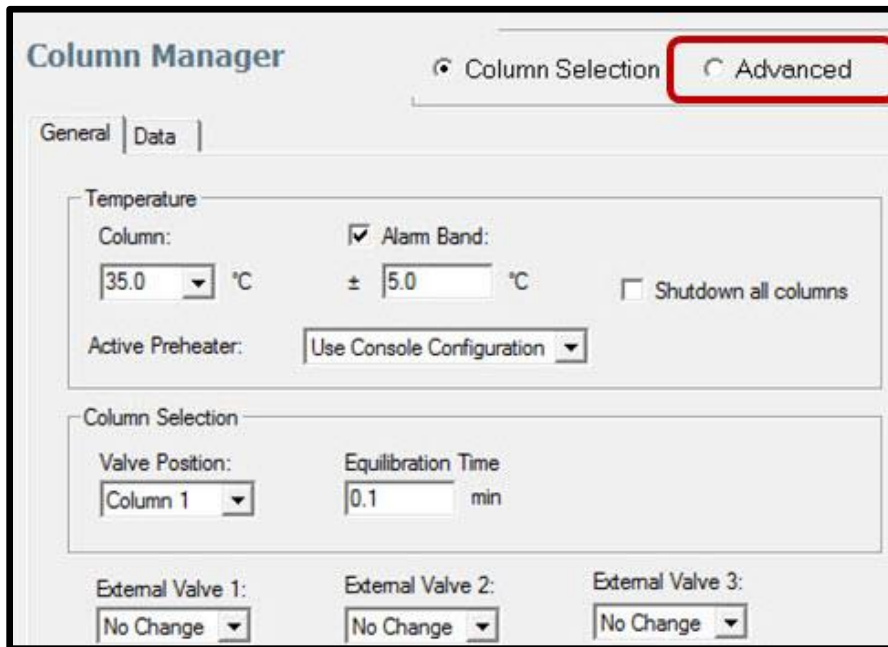 Column Manager
Column Selection Advanced
General Data
Temperature
Column: Alarm Band:
35.0 °C ± 5.0 °C Shutdown all columns
Active Preheater: Use Console Configuration
Column Selection
Valve Position: Equilibration Time
Column 1 0.1 min
External Valve 1: External Valve 2: External Valve 3:
No Change No Change No Change